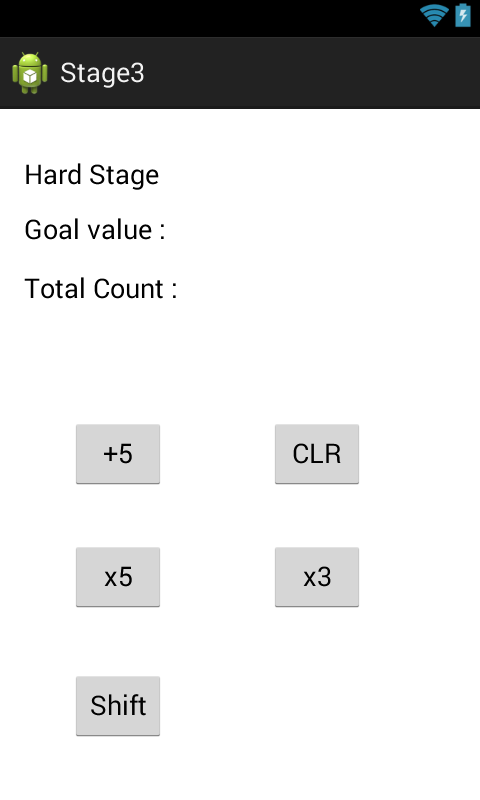 Stage3
Hard Stage
Goal value :
Total Count :
+5 CLR
x5 x3
Shift